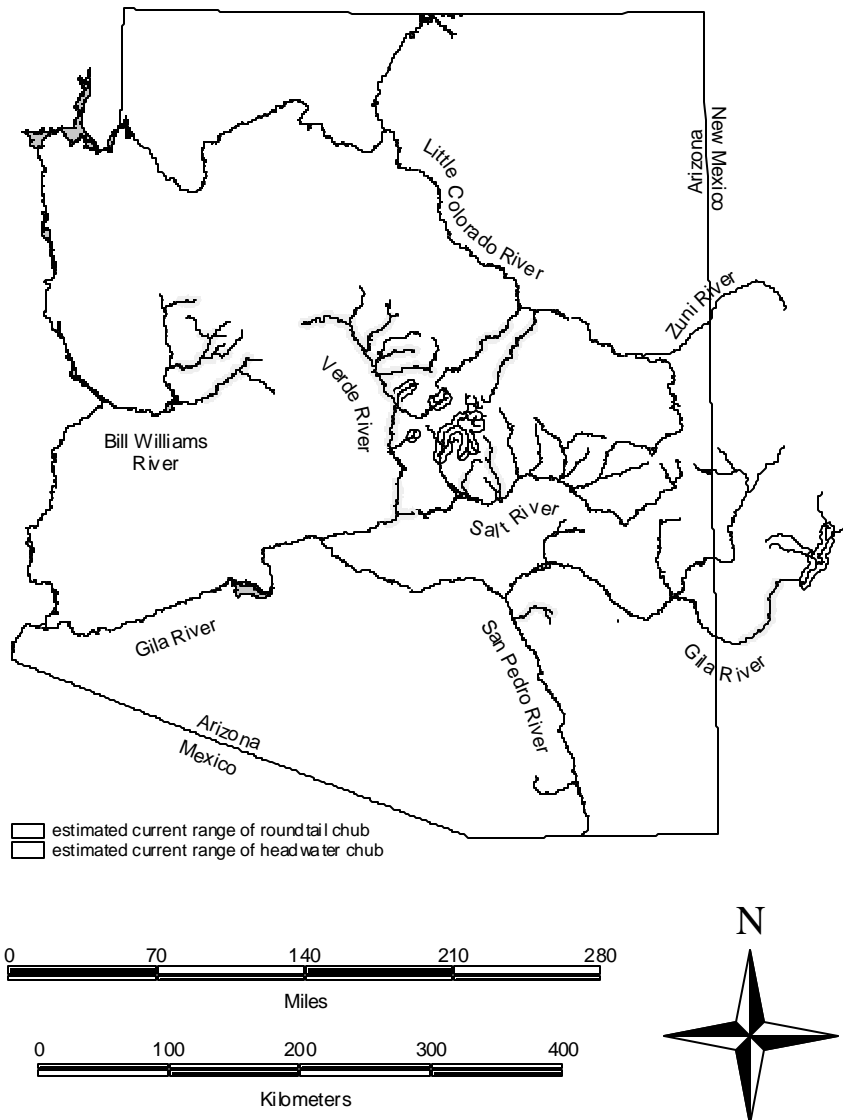 New Mexico
Arizona
Little Colorado River
Zuni River
Verde River
Bill Williams
River
Salt River
Gila River
San Pedro River
Gila River
Arizona
Mexico
estimated current range of roundtail chub
estimated current range of headwater chub
N
0 70 140 210 280
Miles
0 100 200 300 400
Kilometers